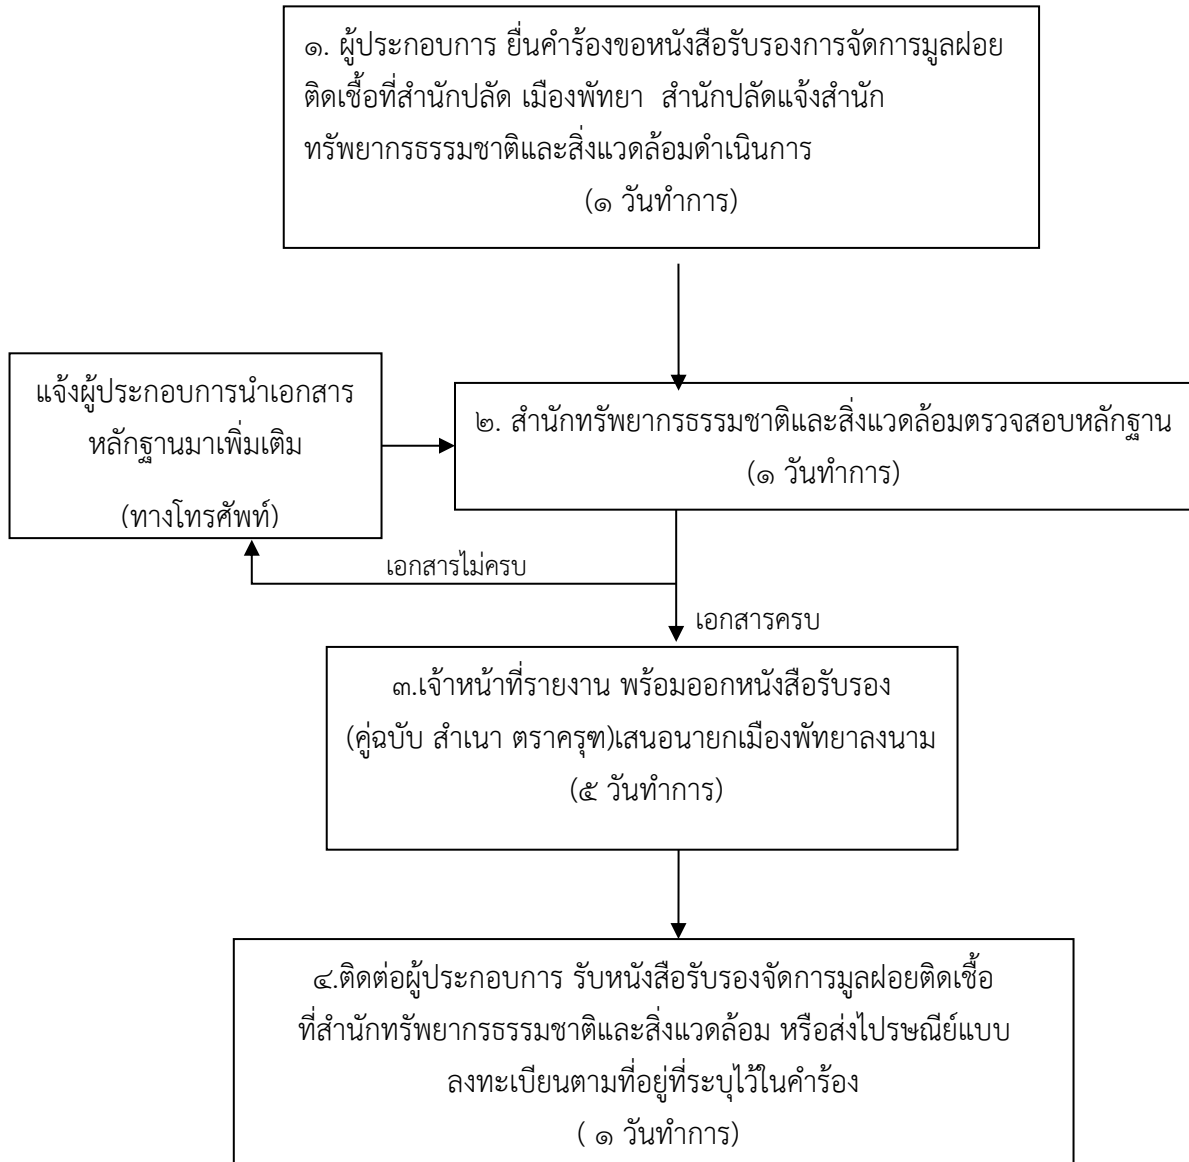 ๑. ผู้ประกอบการ ยื่นคำร้องขอหนังสือรับรองการจัดการมูลฝอย
ติดเชื้อที่สำนักปลัด เมืองพัทยา สำนักปลัดแจ้งสำนัก
ทรัพยากรธรรมชาติและสิ่งแวดล้อมดำเนินการ
(๑ วันทำการ)
แจ้งผู้ประกอบการนำเอกสาร
หลักฐานมาเพิ่มเติม
(ทางโทรศัพท์)
๒. สำนักทรัพยากรธรรมชาติและสิ่งแวดล้อมตรวจสอบหลักฐาน
(๑ วันทำการ)
เอกสารไม่ครบ
เอกสารครบ
๓.เจ้าหน้าที่รายงาน พร้อมออกหนังสือรับรอง
(คู่ฉบับ สำเนา ตราครุฑ)เสนอนายกเมืองพัทยาลงนาม
(๕ วันทำการ)
๔.ติดต่อผู้ประกอบการ รับหนังสือรับรองจัดการมูลฝอยติดเชื้อ
ที่สำนักทรัพยากรธรรมชาติและสิ่งแวดล้อม หรือส่งไปรษณีย์แบบ
ลงทะเบียนตามที่อยู่ที่ระบุไว้ในคำร้อง
( ๑ วันทำการ)